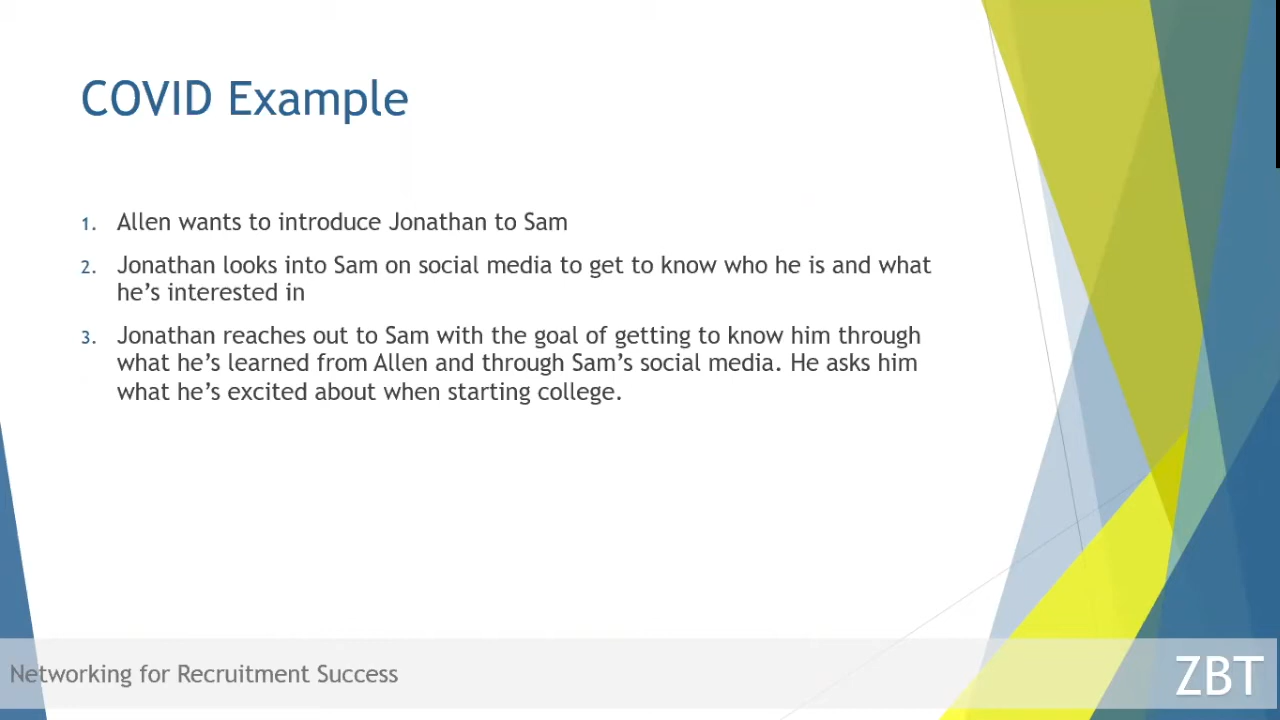 COVID Example
1. Allen wants to introduce Jonathan to Sam
2. Jonathan looks into Sam on social media to get to know who he is and what
he’s interested in
3. Jonathan reaches out to Sam with the goal of getting to know him through
what he’s learned from Allen and through Sam’s social media. He asks him
what he’s excited about when starting college.
Networking for Recruitment Success
ZBT